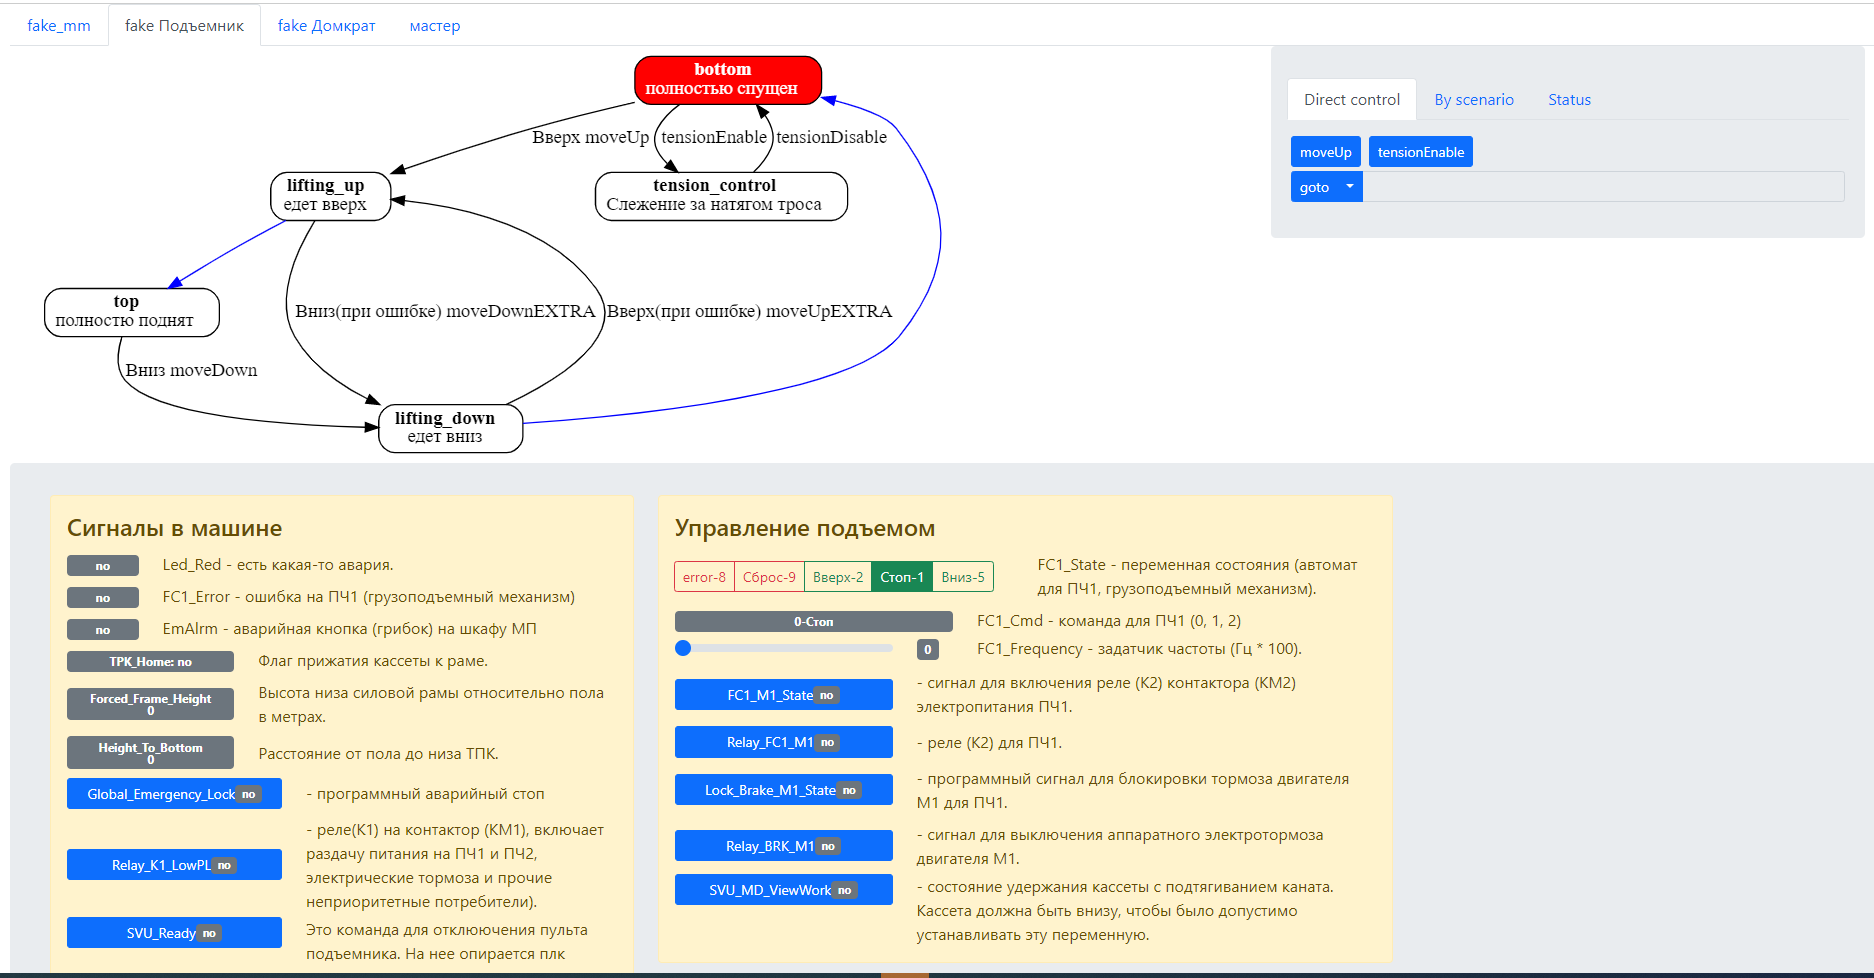 fake_mm
fake Подъемник
fake Домкрат
мастер
bottom
полностью спущен
Вверх moveUp
tensionEnable
tensionDisable
lifting_up
едет вверх
tension_control
Слежение за натягом троса
top
полностю поднят
Вниз(при ошибке) moveDownEXTRA
Вверх(при ошибке) moveUpEXTRA
Вниз moveDown
lifting_down
едет вниз
Direct control
By scenario
Status
moveUp
tensionEnable
goto
Сигналы в машине
no
Led_Red - есть какая-то авария.
no
FC1_Error - ошибка на ПЧ1 (грузоподъемный механизм)
no
EmAlrm - аварийная кнопка (грибок) на шкафу МП
TPK_Home: no
Флаг прижатия кассеты к раме.
Forced_Frame_Height
0
Высота низа силовой рамы относительно пола
в метрах.
Height_To_Bottom
0
Расстояние от пола до низа ТПК.
Global_Emergency_Lock no
- программный аварийный стоп
Relay_K1_LowPL no
- реле(К1) на контактор (КМ1), включает
раздачу питания на ПЧ1 и ПЧ2,
электрические тормоза и прочие
неприоритетные потребители).
SVU_Ready no
Это команда для отклюючения пульта
подъемника. На нее опирается плк
Управление подъемом
error-8
Сброс-9
Вверх-2
Стоп-1
Вниз-5
FC1_State - переменная состояния (автомат
для ПЧ1, грузоподъемный механизм).
0-Стоп
FC1_Cmd - команда для ПЧ1 (0, 1, 2)
0
FC1_Frequency - задатчик частоты (Гц * 100).
FC1_M1_State no
- сигнал для включения реле (К2) контактора (КМ2)
электропитания ПЧ1.
Relay_FC1_M1 no
- реле (К2) для ПЧ1.
Lock_Brake_M1_State no
- программный сигнал для блокировки тормоза двигателя
М1 для ПЧ1.
Relay_BRK_M1 no
- сигнал для выключения аппаратного электротормоза
двигателя М1.
SVU_MD_ViewWork no
- состояние удержания кассеты с подтягиванием каната.
Кассета должна быть внизу, чтобы было допустимо
устанавливать эту переменную.